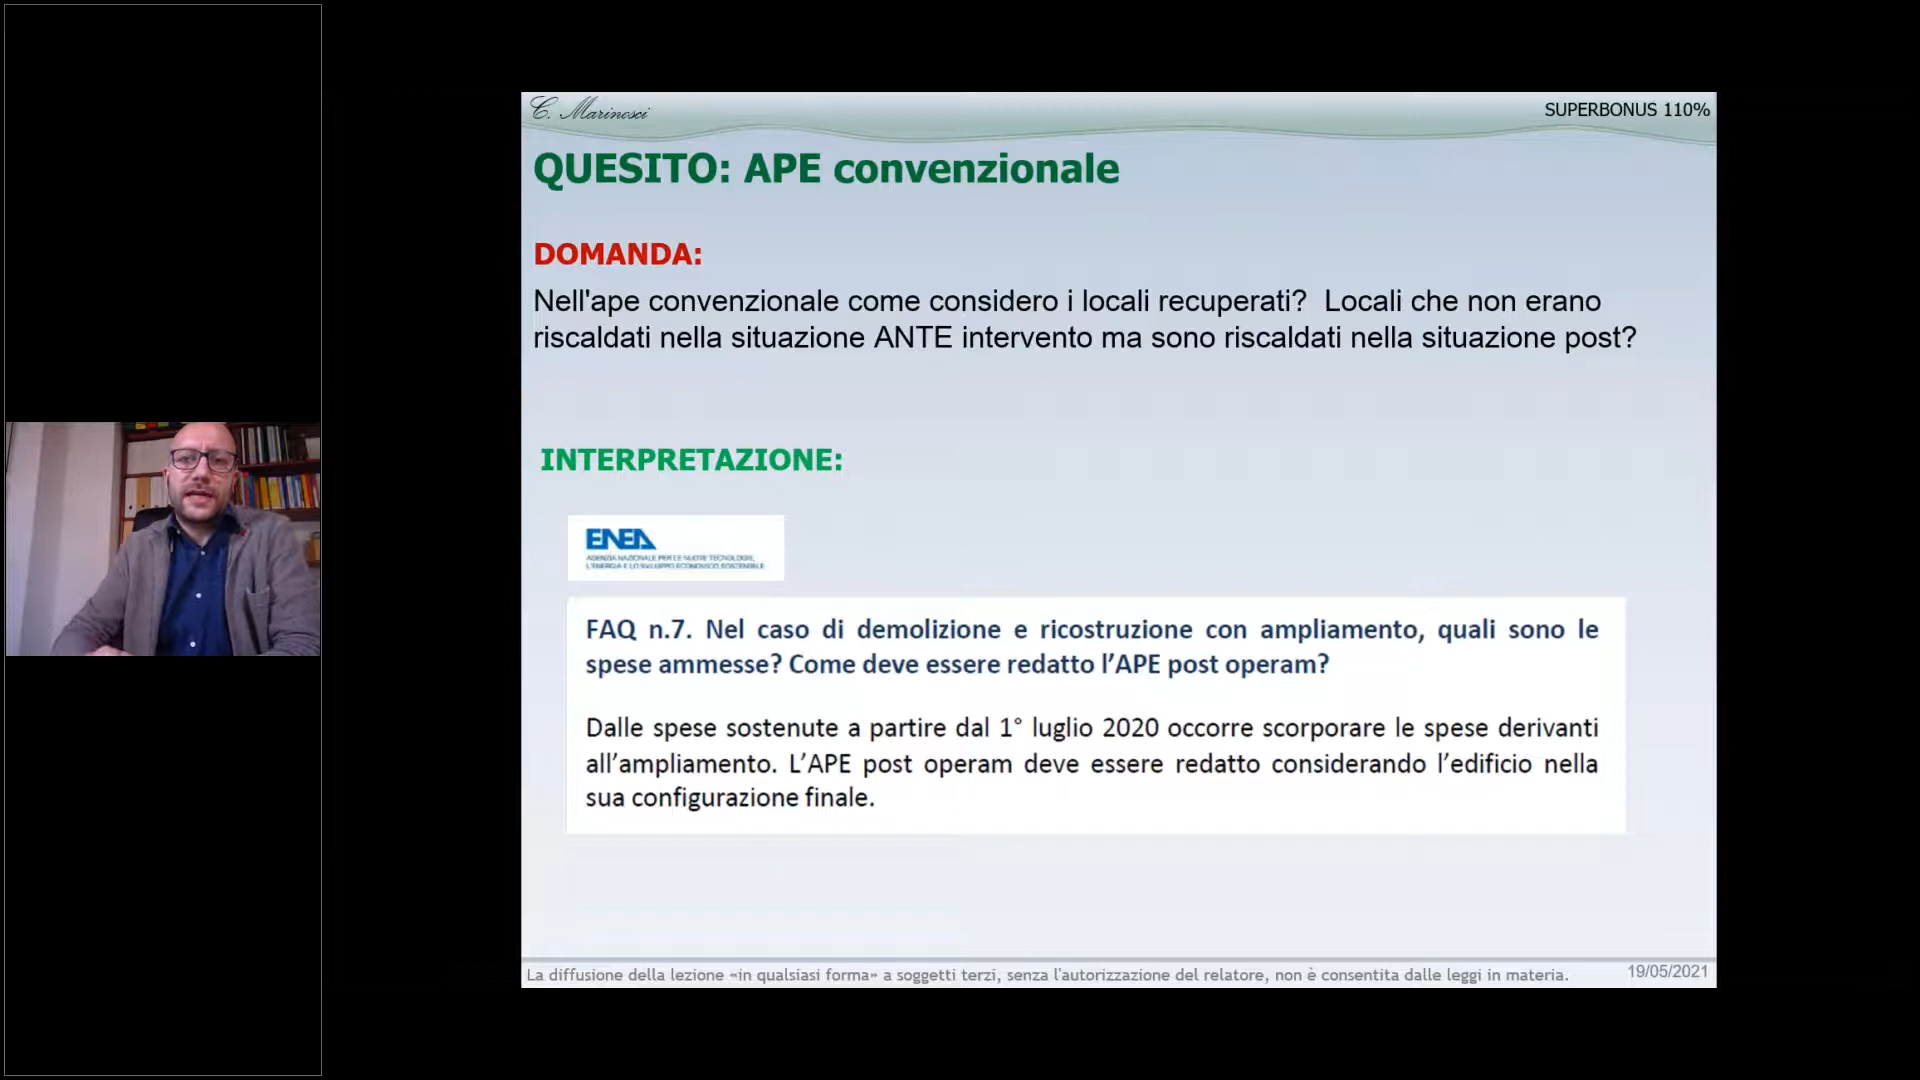 C. Marinosci
SUPERBONUS 110%
QUESITO: APE convenzionale
DOMANDA:
Nell'ape convenzionale come considero i locali recuperati? Locali che non erano
riscaldati nella situazione ANTE intervento ma sono riscaldati nella situazione post?
INTERPRETAZIONE:
ENEA
AGENZIA NAZIONALE PER LE NUOVE TECNOLOGIE,
L'ENERGIA E LO SVILUPPO ECONOMICO SOSTENIBILE
FAQ n.7. Nel caso di demolizione e ricostruzione con ampliamento, quali sono le
spese ammesse? Come deve essere redatto l’APE post operam?
Dalle spese sostenute a partire dal 1° luglio 2020 occorre scorporare le spese derivanti
all’ampliamento. L’APE post operam deve essere redatto considerando l’edificio nella
sua configurazione finale.
La diffusione della lezione «in qualsiasi forma» a soggetti terzi, senza l'autorizzazione del relatore, non è consentita dalle leggi in materia.
19/05/2021